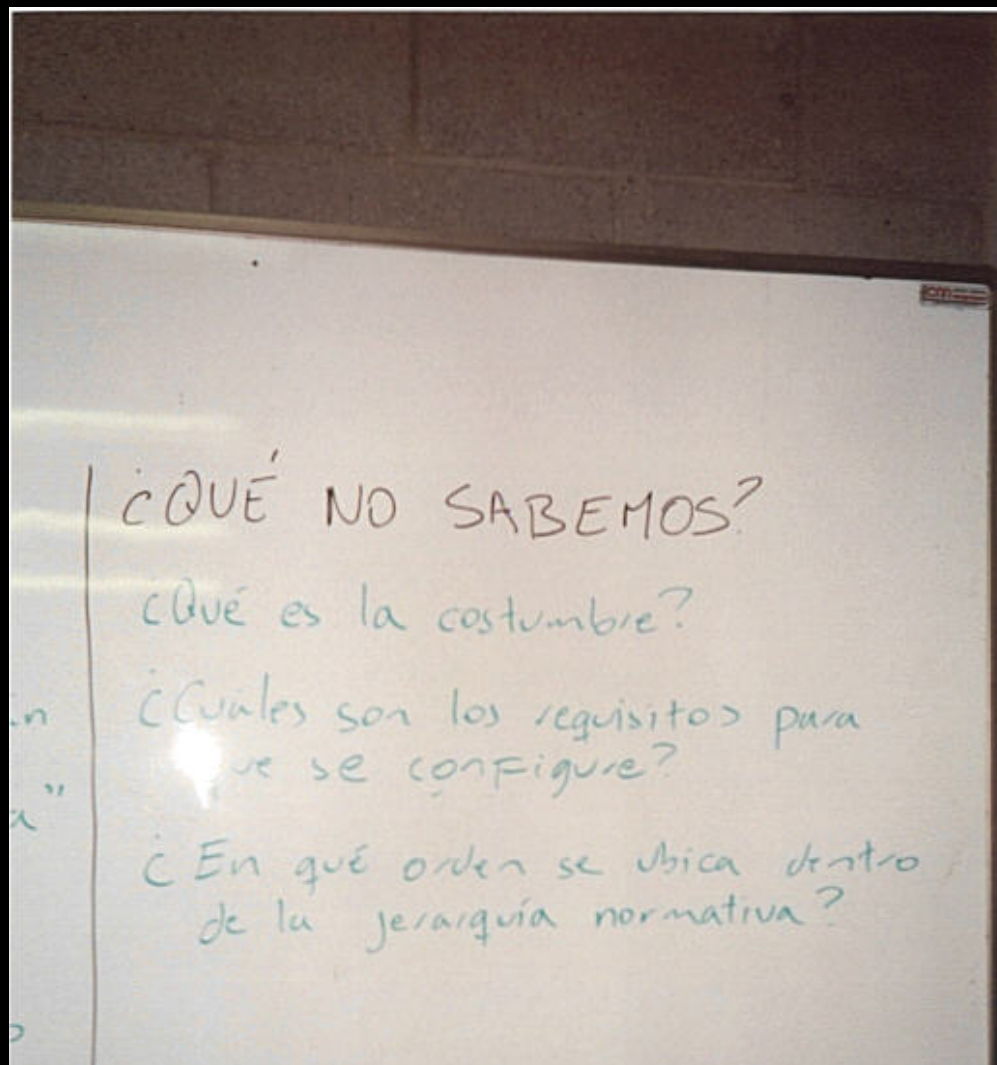 ¿QUÉ NO SABEMOS?
¿Qué es la costumbre?
¿Cuáles son los requisitos para
se configure?
¿En qué orden se ubica dentro
de la jerarquía normativa?